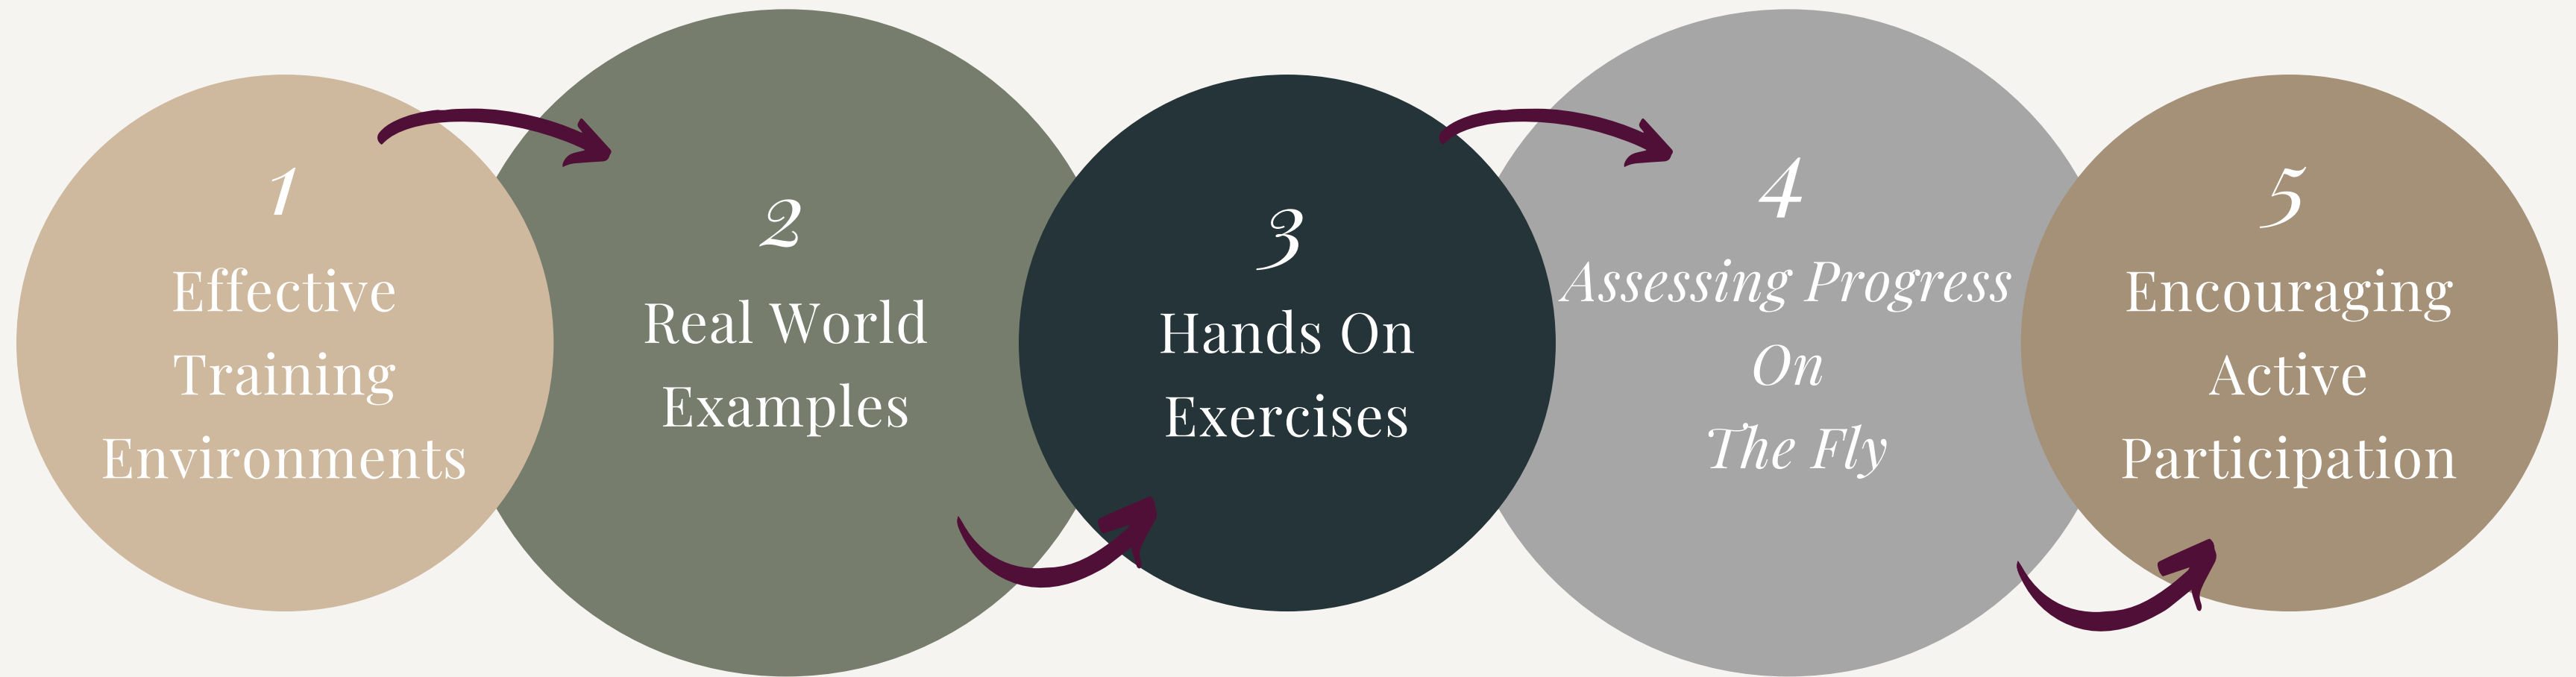 1
Effective
Training
Environments
2
Real World
Examples
3
Hands On
Exercises
4
Assessing Progress
On
The Fly
5
Encouraging
Active
Participation